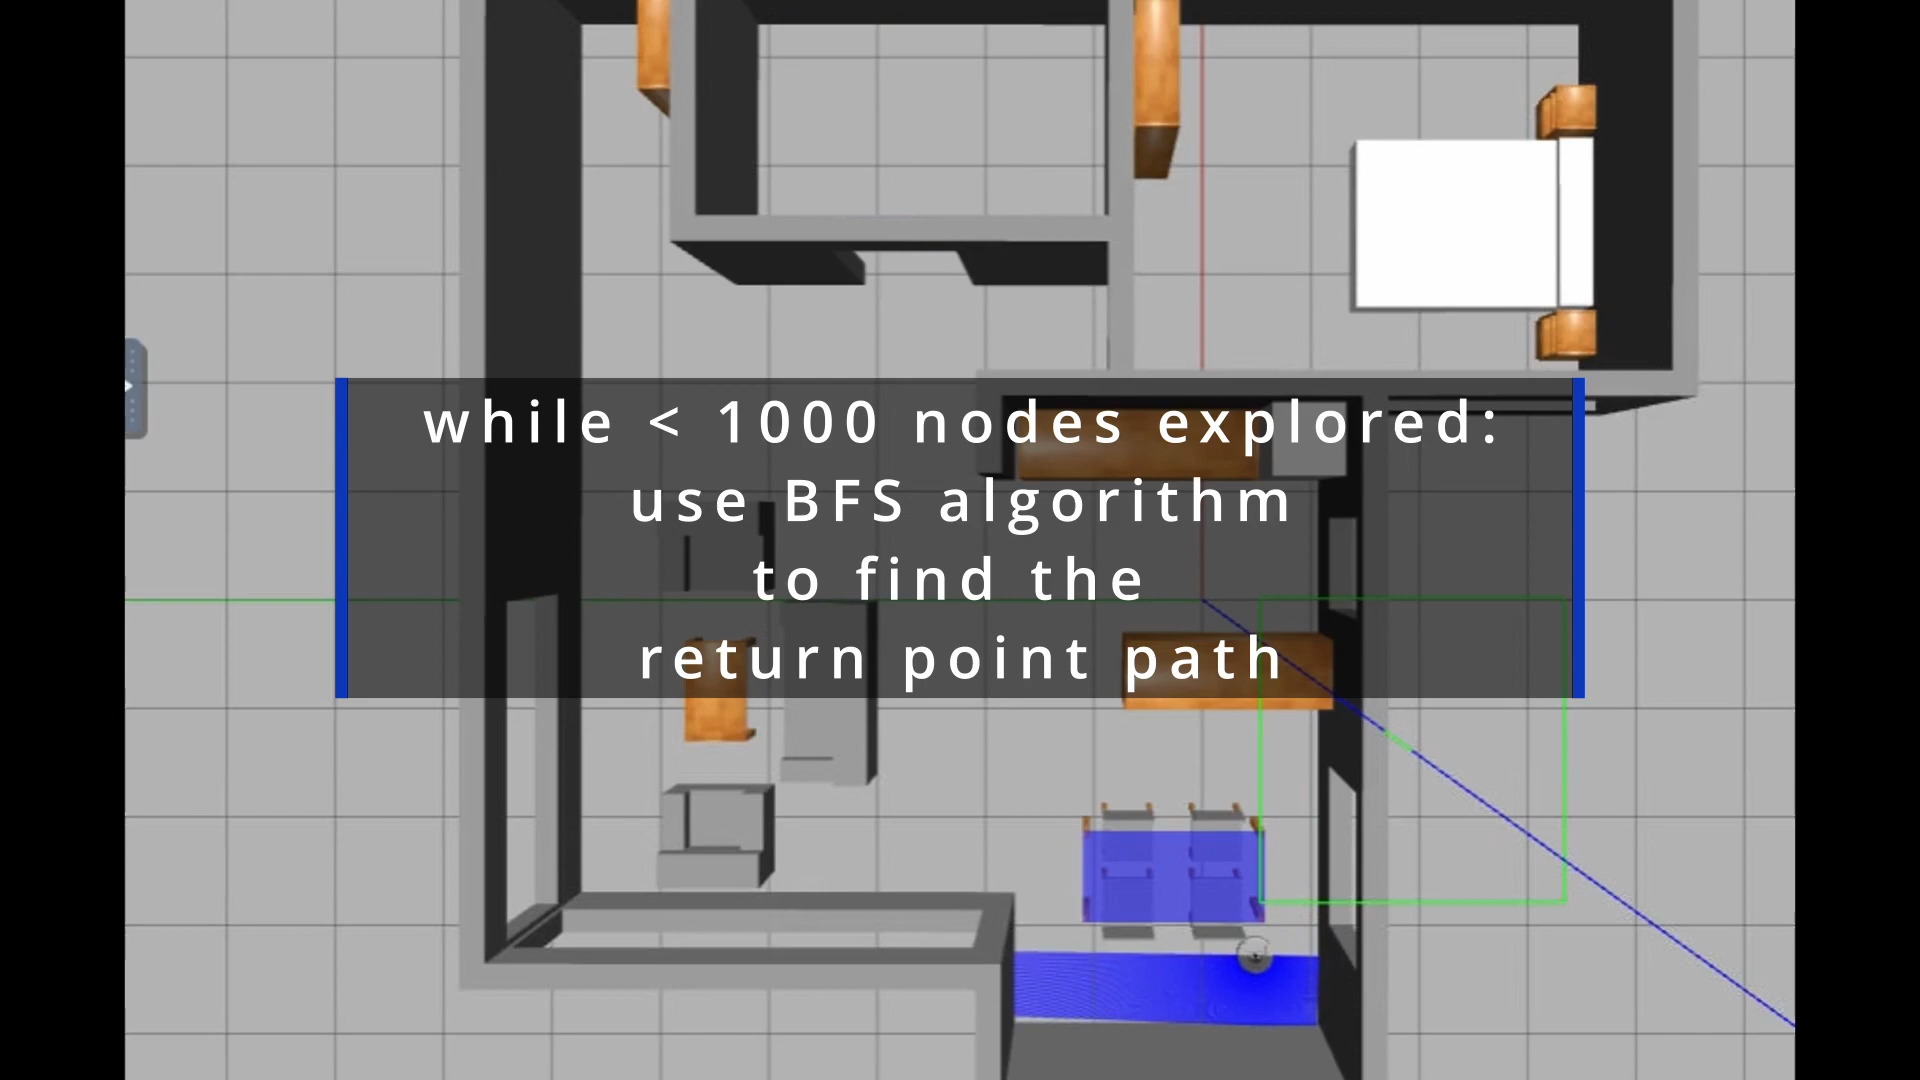 while < 1000 nodes explored:
use BFS algorithm
to find the
return point path